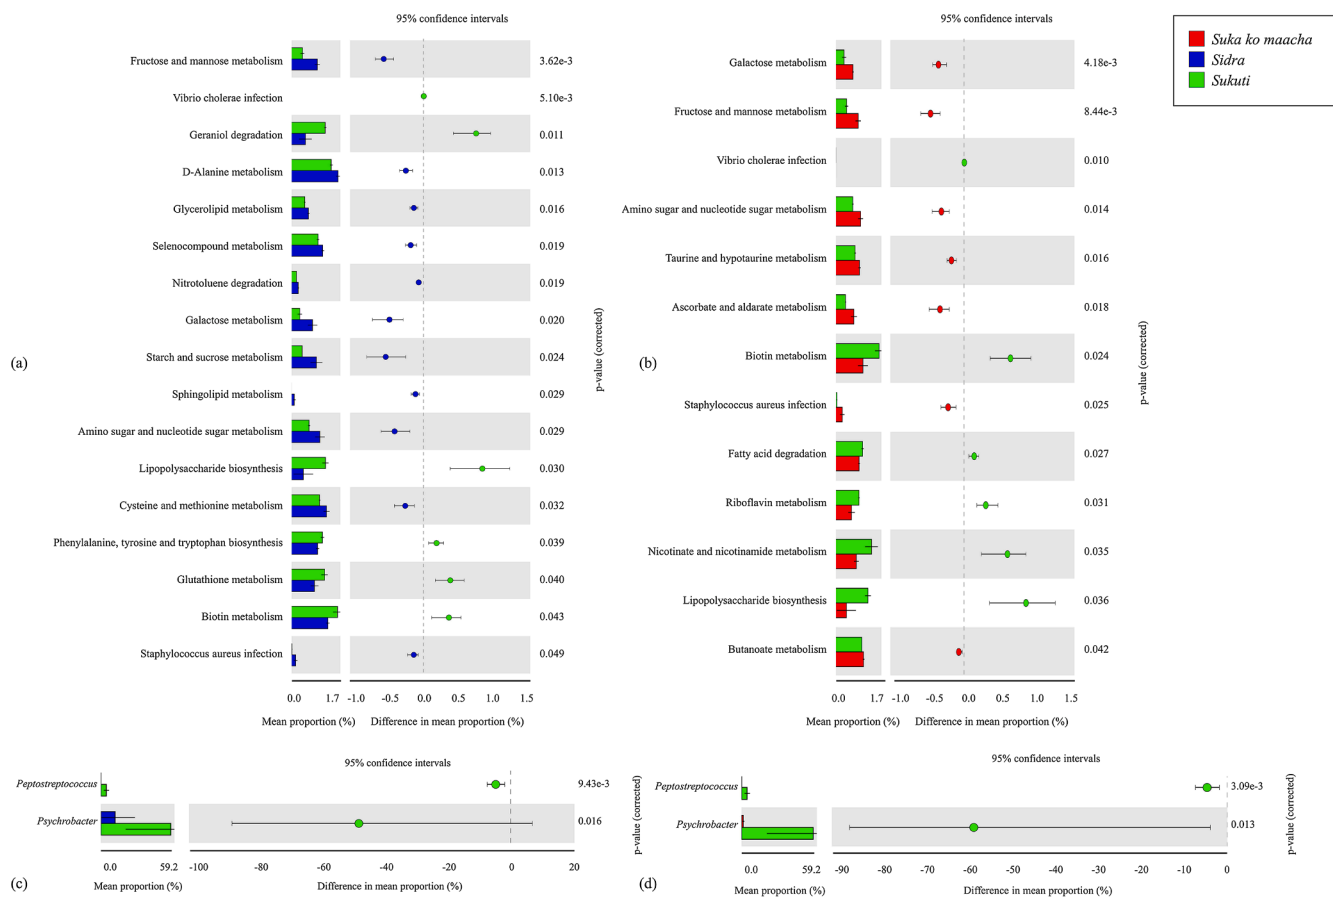 (a)
95% confidence intervals
Fructose and mannose metabolism 3.62e-3
Vibrio cholerae infection 5.10e-3
Geraniol degradation 0.011
D-Alanine metabolism 0.013
Glycerolipid metabolism 0.016
Selenocompound metabolism 0.019
Nitrotoluene degradation 0.019
Galactose metabolism 0.020
Starch and sucrose metabolism 0.024
Sphingolipid metabolism 0.029
Amino sugar and nucleotide sugar metabolism 0.029
Lipopolysaccharide biosynthesis 0.030
Cysteine and methionine metabolism 0.032
Phenylalanine, tyrosine and tryptophan biosynthesis 0.039
Glutathione metabolism 0.040
Biotin metabolism 0.043
Staphylococcus aureus infection 0.049
p-value (corrected)
0.0 1.7 -1.0 -0.5 0.0 0.5 1.0 1.5
Mean proportion (%) Difference in mean proportion (%)
(b)
95% confidence intervals
Galactose metabolism 4.18e-3
Fructose and mannose metabolism 8.44e-3
Vibrio cholerae infection 0.010
Amino sugar and nucleotide sugar metabolism 0.014
Taurine and hypotaurine metabolism 0.016
Ascorbate and aldarate metabolism 0.018
Biotin metabolism 0.024
Staphylococcus aureus infection 0.025
Fatty acid degradation 0.027
Riboflavin metabolism 0.031
Nicotinate and nicotinamide metabolism 0.035
Lipopolysaccharide biosynthesis 0.036
Butanoate metabolism 0.042
p-value (corrected)
0.0 1.7 -1.0 -0.5 0.0 0.5 1.0 1.5
Mean proportion (%) Difference in mean proportion (%)
Suka ko maacha
Sidra
Sukuti
(c)
95% confidence intervals
Peptostreptococcus 9.43e-3
Psychrobacter 0.016
p-value (corrected)
0.0 59.2 -100 -80 -60 -40 -20 0 20
Mean proportion (%) Difference in mean proportion (%)
(d)
95% confidence intervals
Peptostreptococcus 3.09e-3
Psychrobacter 0.013
p-value (corrected)
0.0 59.2 -90 -80 -70 -60 -50 -40 -30 -20 -10 0
Mean proportion (%) Difference in mean proportion (%)